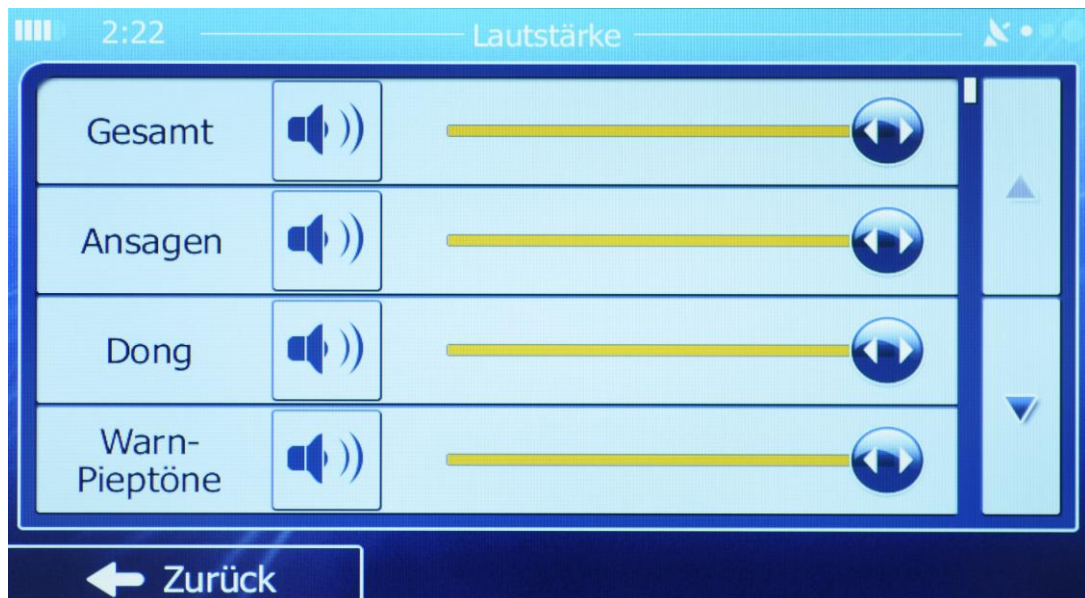 2:22 Lautstärke
Gesamt
Ansagen
Dong
Warn-
Pieptöne
Zurück